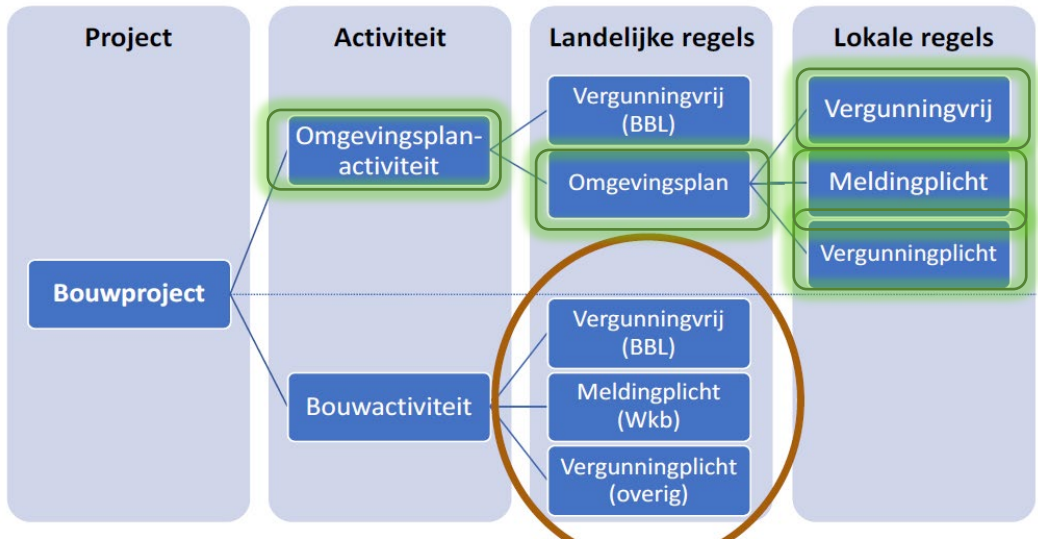 Project
Activiteit
Landelijke regels
Lokale regels
Bouwproject
Omgevingsplan-
activiteit
Vergunningvrij
(BBL)
Omgevingsplan
Vergunningvrij
Meldingplicht
Vergunningplicht
Bouwactiviteit
Vergunningvrij
(BBL)
Meldingplicht
(Wkb)
Vergunningplicht
(overig)